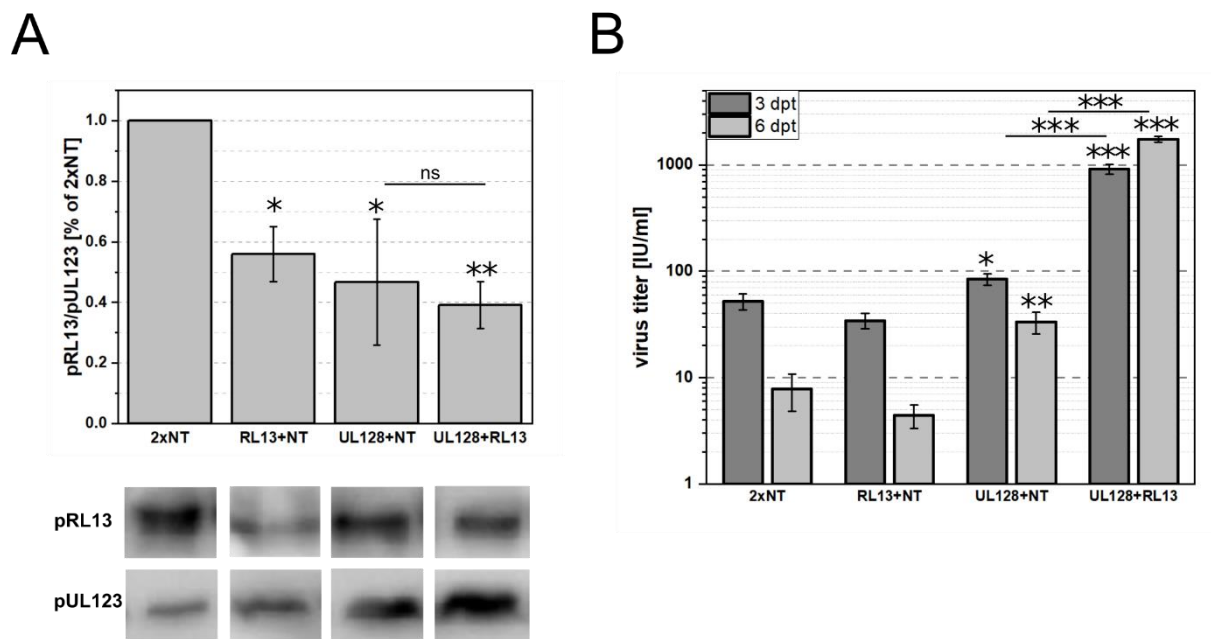 A
B
pRL13/pUL123 [% of 2xNT]
1.0
0.8
0.6
0.4
0.2
0.0
*
*
ns
**
2xNT
RL13+NT
UL128+NT
UL128+RL13
pRL13
pUL123
virus titer [IU/ml]
3 dpt
6 dpt
1000
100
10
1
*
**
***
***
***
***
2xNT
RL13+NT
UL128+NT
UL128+RL13